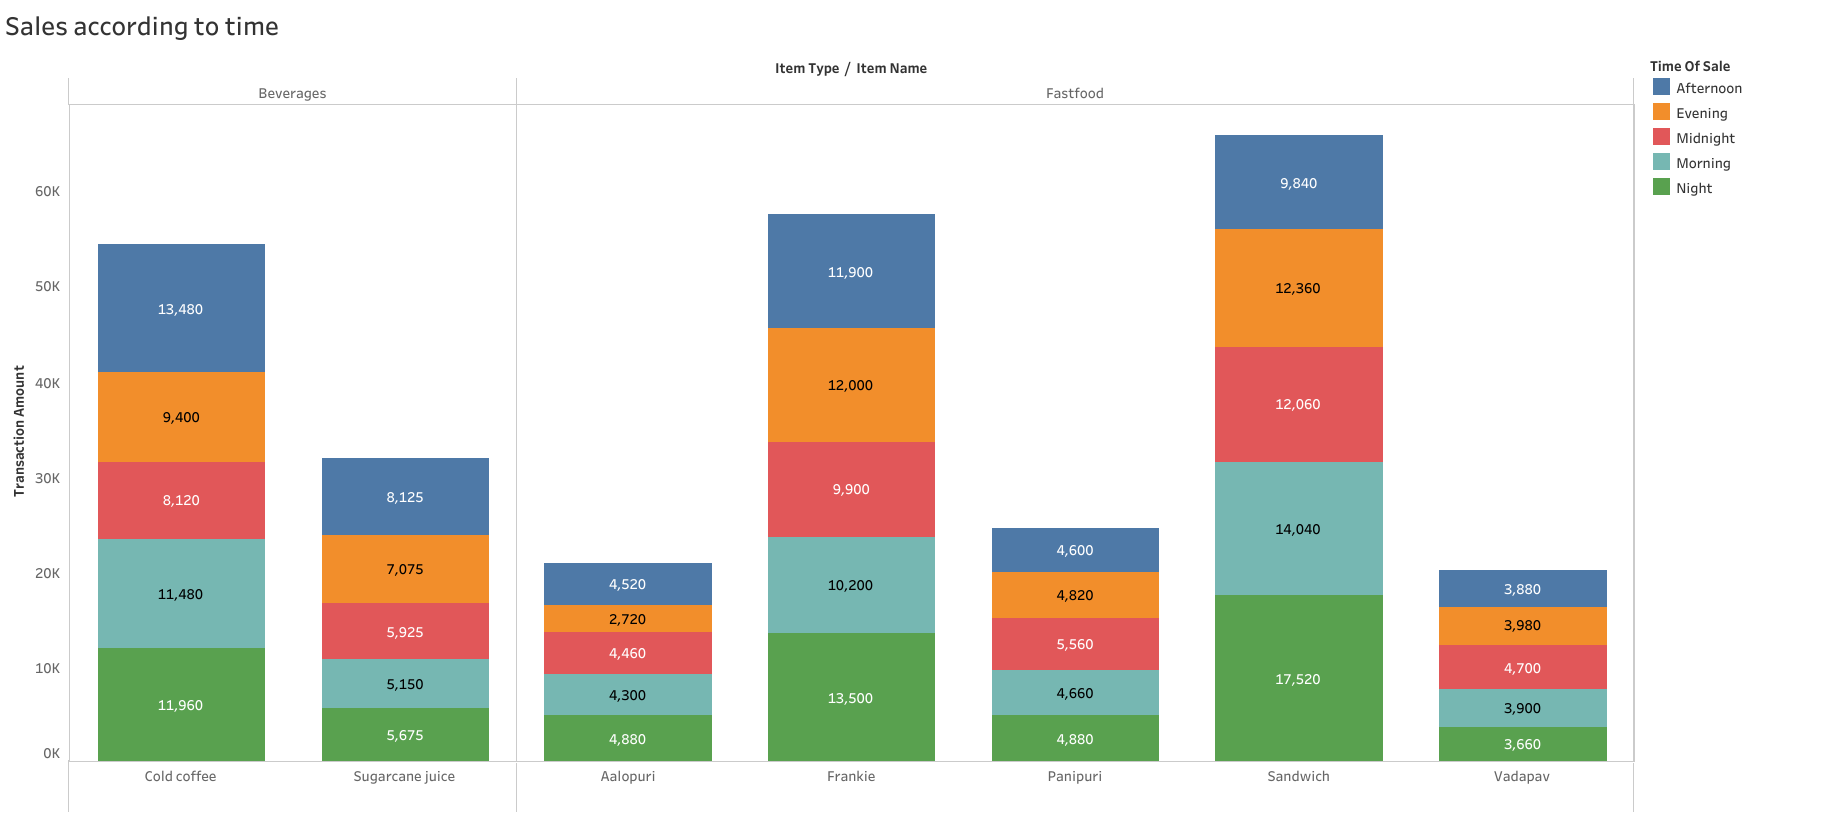 Sales according to time
Item Type / Item Name
Beverages Fastfood
Time Of Sale
Afternoon
Evening
Midnight
Morning
Night
Transaction Amount
60K
50K
40K
30K
20K
10K
0K
13,480
9,400
8,120
11,480
11,960
8,125
7,075
5,925
5,150
5,675
4,520
2,720
4,460
4,300
4,880
11,900
12,000
9,900
10,200
13,500
4,600
4,820
5,560
4,660
4,880
9,840
12,360
12,060
14,040
17,520
3,880
3,980
4,700
3,900
3,660
Cold coffee Sugarcane juice Aalopuri Frankie Panipuri Sandwich Vadapav